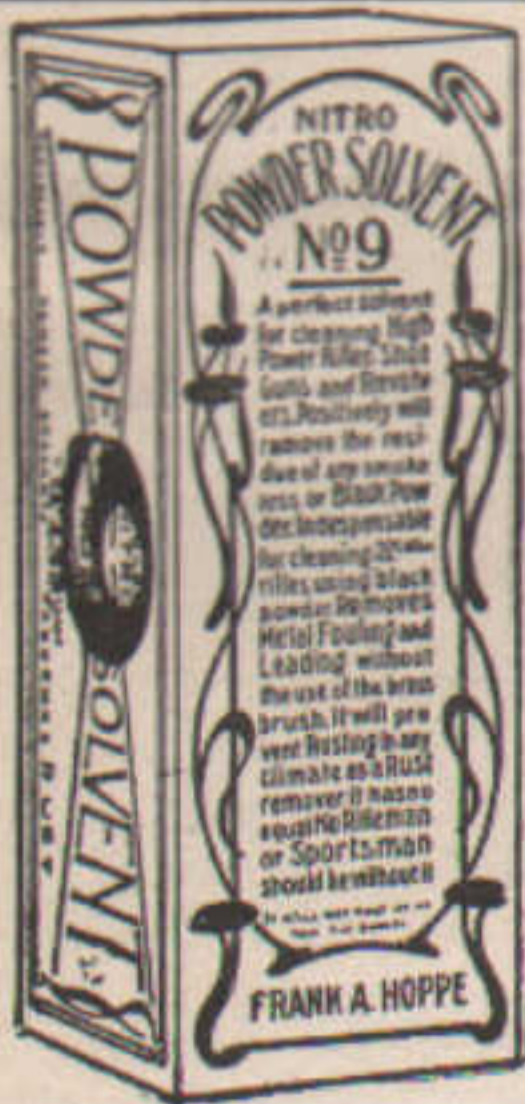 NITRO
POWDER SOLVENT
No 9
A perfect solvent
for cleaning High
Power Rifles, Shot
Guns and Revolv
ers. Positively will
remove the resi-
due of any smoke
less or Black Pow
der. Indespensable
for cleaning 22
rifles, using black
powder. Removes
Metal Fouling and
Leading without
the use of the brass
brush, it will pre
vent Rusting in any
climate as a Rust
remover it has no
equal No Rifleman
or Sportsman
should be without it
FRANK A. HOPPE
POWDE
SOLVENT